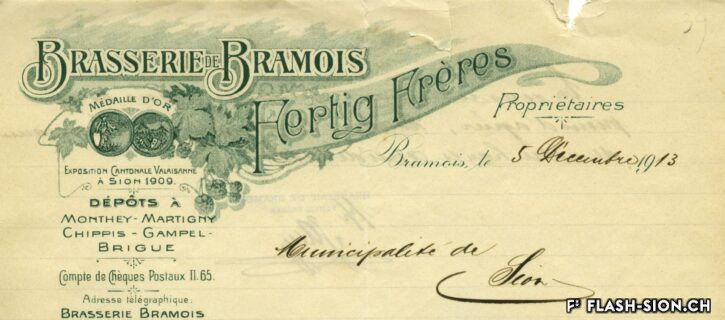 BRASSERIE DE BRAMOIS
Fertig Frères
Propriétaires
MÉDAILLE D'OR
EXPOSITION CANTONALE VALAISANNE
À SION 1909.
DÉPÔTS À
MONTHEY-MARTIGNY
CHIPPIS-GAMPEL-
BRIGUE
Compte de Chèques Postaux II. 65.
Adresse télégraphique:
BRASSERIE BRAMOIS
Bramois, le 5 Décembre 1913
Municipalité de
Sion
FLASH-SION.CH